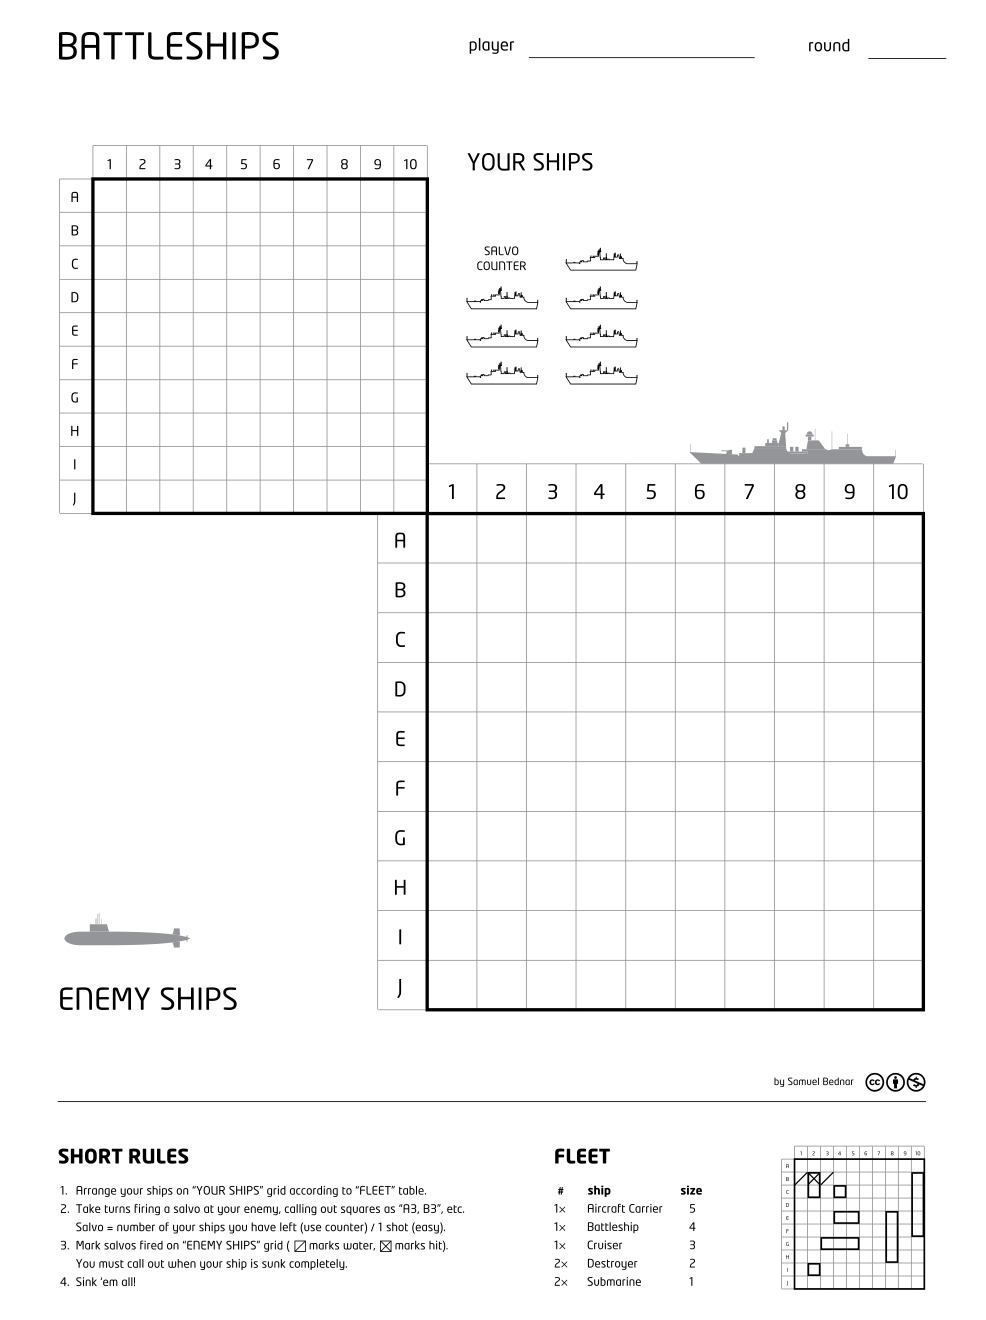 BATTLESHIPS
player
round
1 2 3 4 5 6 7 8 9 10
YOUR SHIPS
A
B
SALVO
COUNTER
C
D
E
F
G
H
I
J
1 2 3 4 5 6 7 8 9 10
A
B
C
D
E
F
G
H
I
J
ENEMY SHIPS
by Samuel Bednar
cc
SHORT RULES
1. Arrange your ships on “YOUR SHIPS” grid according to “FLEET” table.
2. Take turns firing a salvo at your enemy, calling out squares as “A3, B3”, etc.
Salvo = number of your ships you have left (use counter) / 1 shot (easy).
3. Mark salvos fired on “ENEMY SHIPS” grid ( marks water, marks hit).
You must call out when your ship is sunk completely.
4. Sink ‘em all!
FLEET
# ship size
1× Aircraft Carrier 5
1× Battleship 4
1× Cruiser 3
2× Destroyer 2
2× Submarine 1
1 2 3 4 5 6 7 8 9 10
A
B
C
D
E
F
G
H
I
J